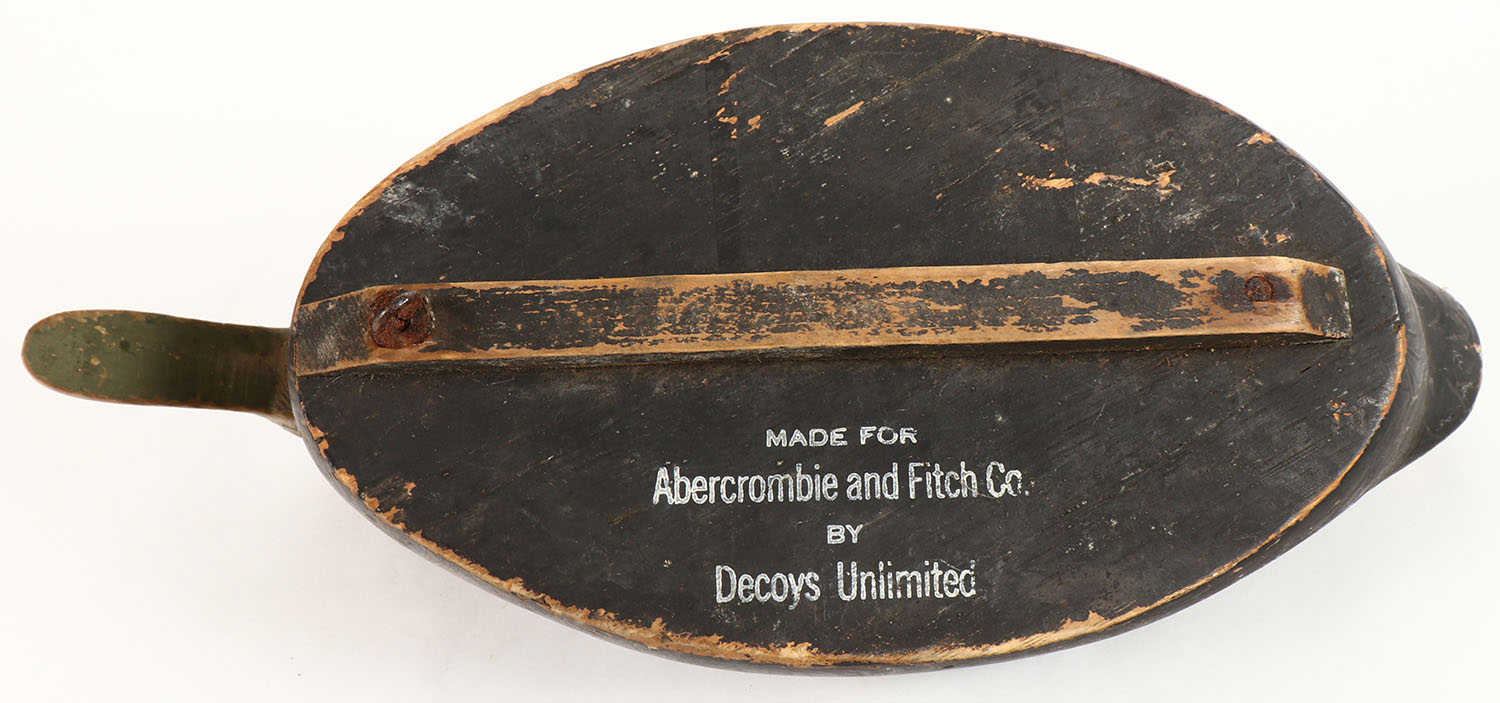 MADE FOR
Abercrombie and Fitch Co.
BY
Decoys Unlimited